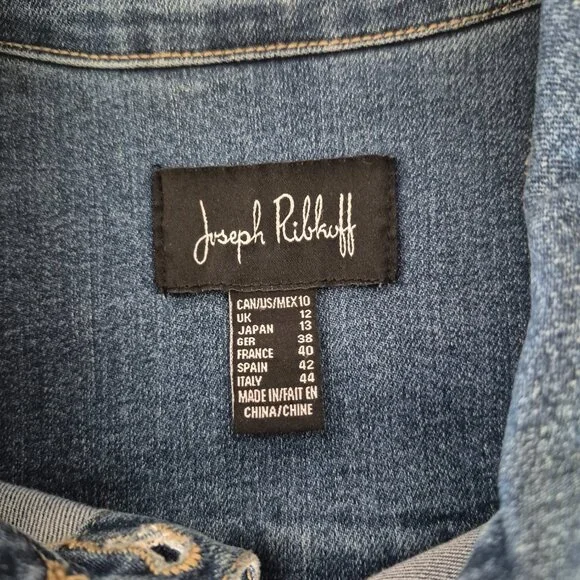 Joseph Ribkoff
CAN/US/MEX 10
UK 12
JAPAN 13
GER 38
FRANCE 40
SPAIN 42
ITALY 44
MADE IN/FAIT EN
CHINA/CHINE